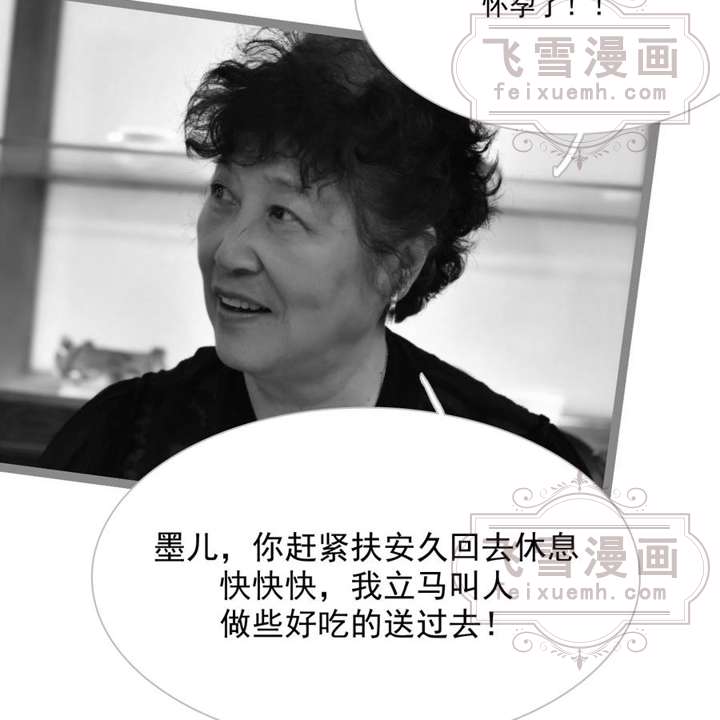 怀孕了！！
飞雪漫画
feixuemh.com
墨儿，你赶紧扶安久回去休息
快快快，我立马叫人
做些好吃的送过去！
飞雪漫画
feixuemh.com